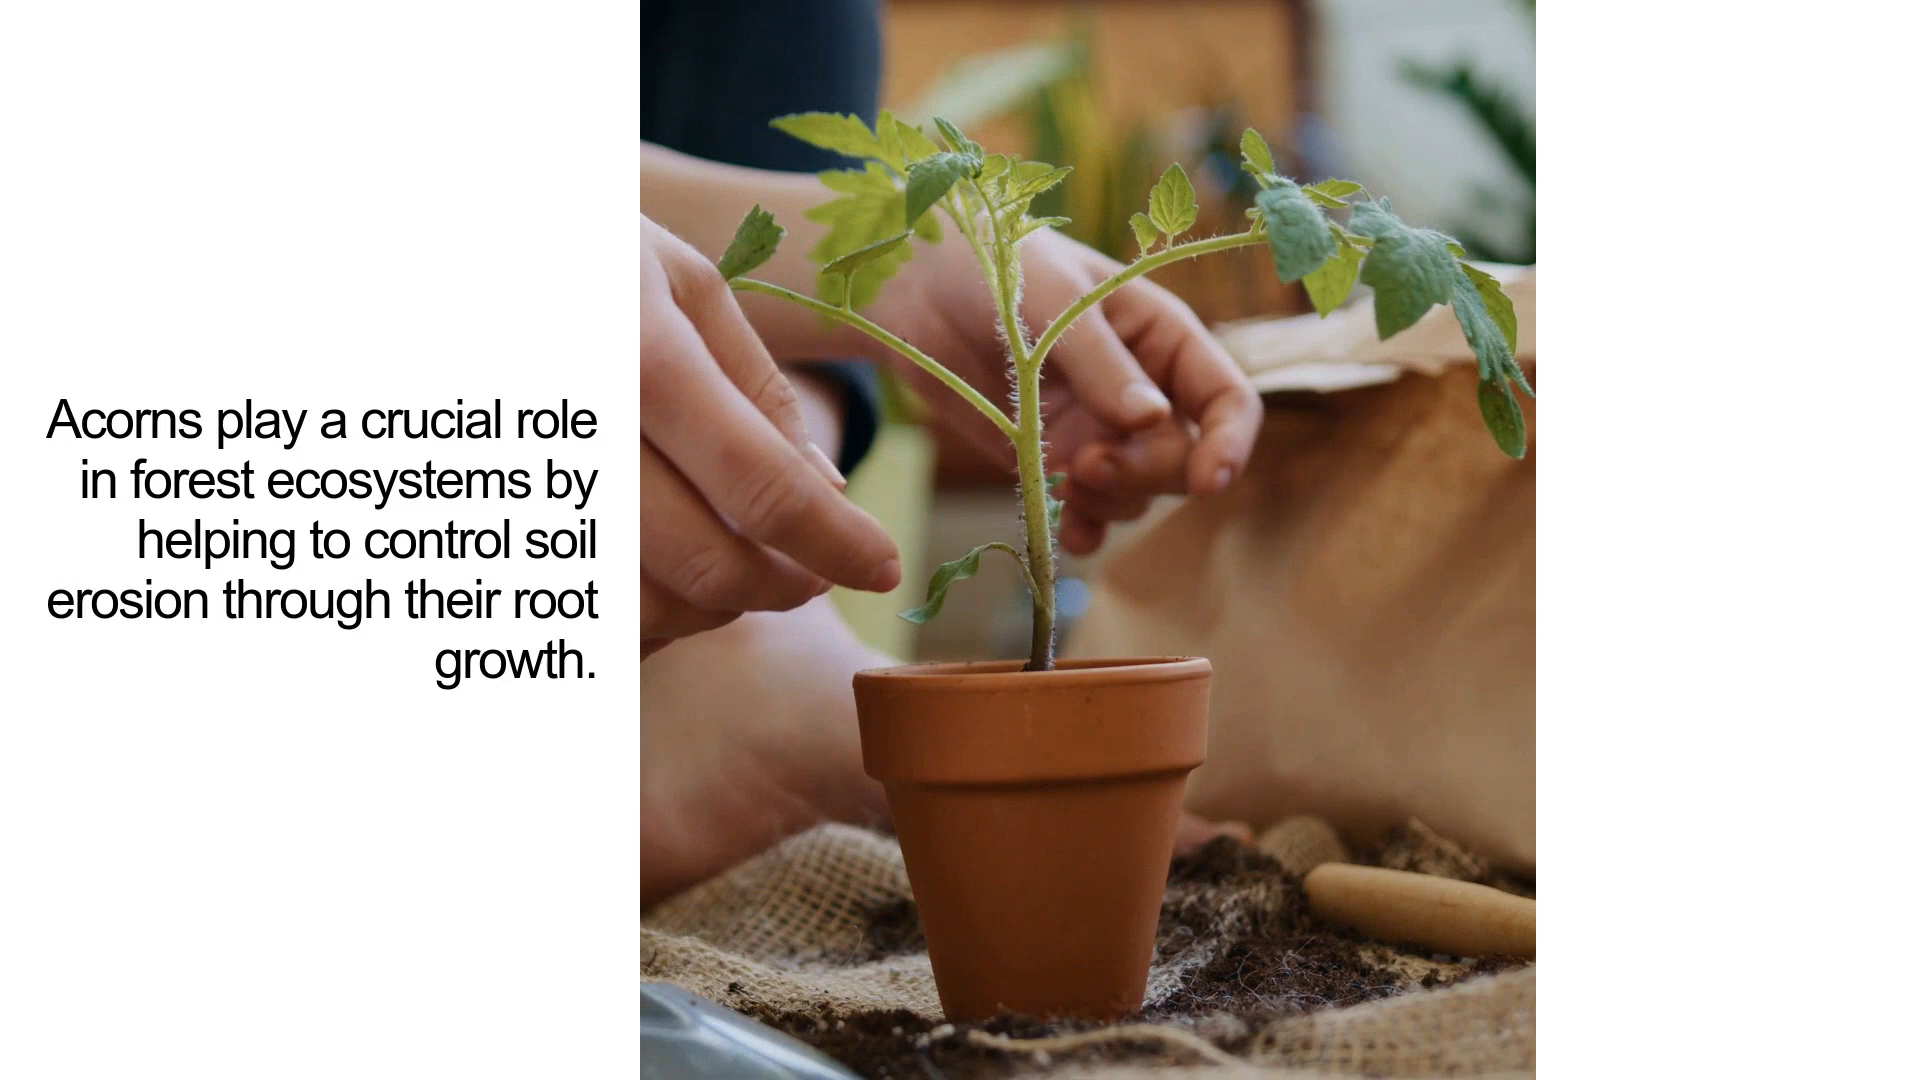 Acorns play a crucial role
in forest ecosystems by
helping to control soil
erosion through their root
growth.